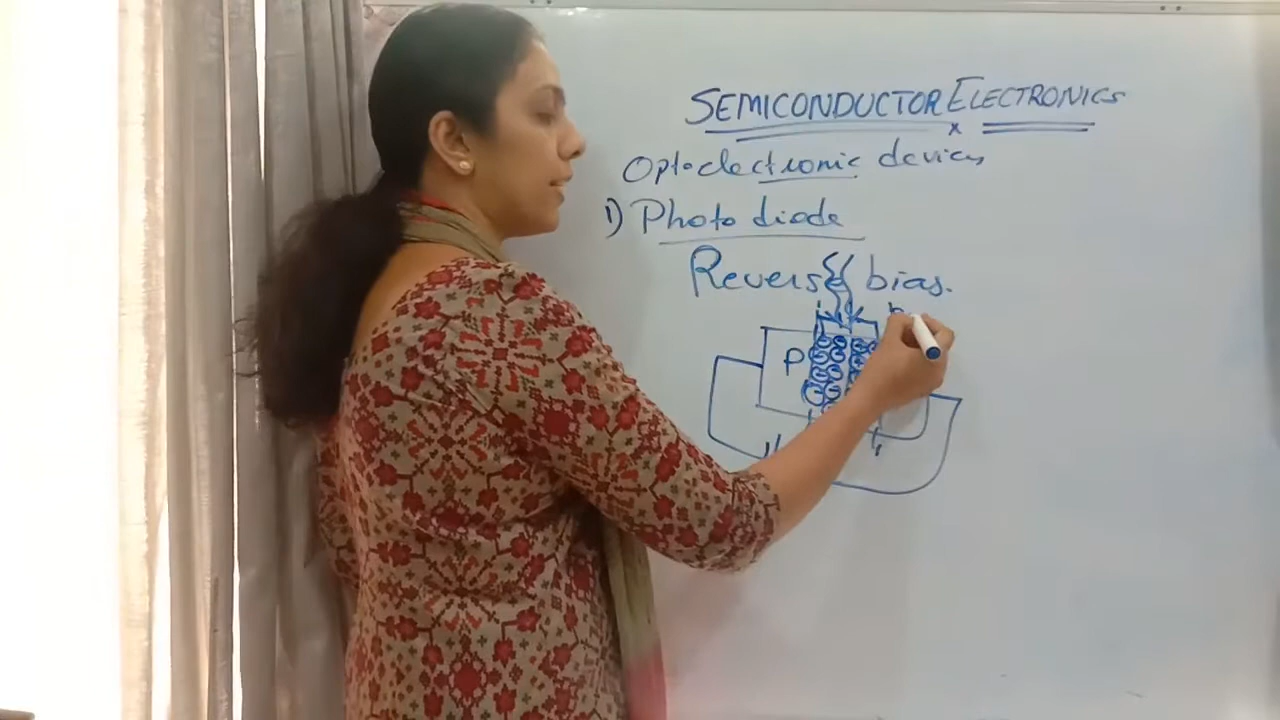 SEMICONDUCTOR ELECTRONICS
Optoelectronic devices
1) Photo diode
Reverse bias.
P